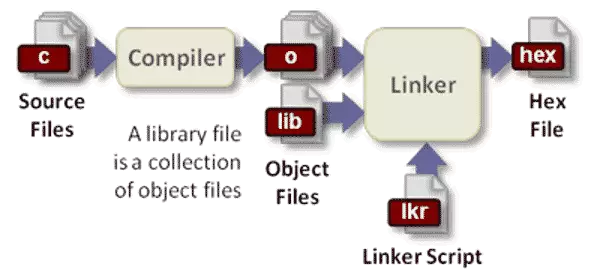 c
Source
Files
Compiler
o
lib
Object
Files
A library file
is a collection
of object files
Linker
lkr
Linker Script
hex
Hex
File